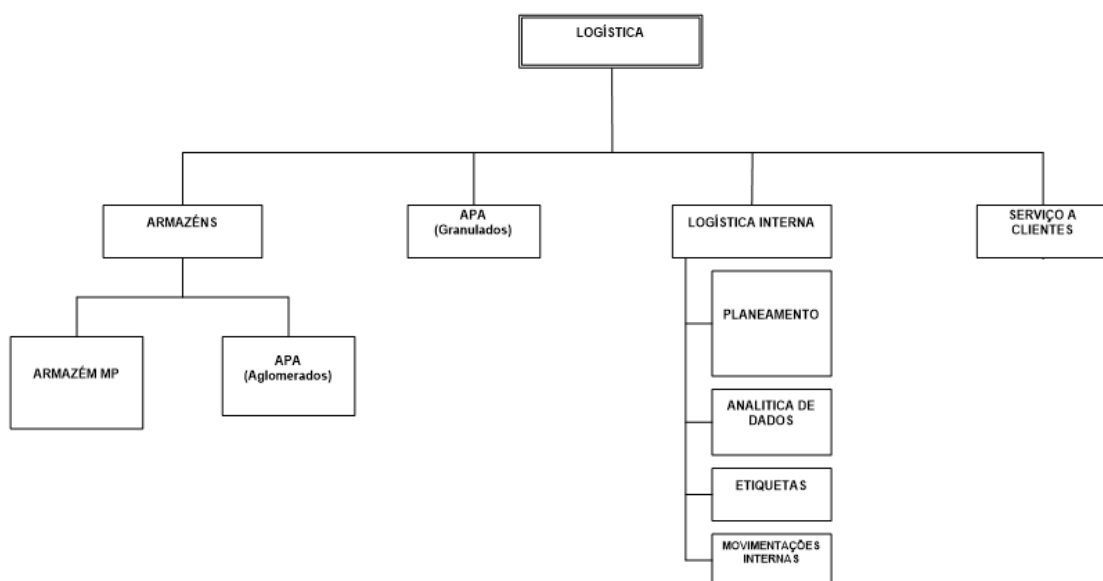 LOGÍSTICA
ARMAZÉNS
APA
(Granulados)
LOGÍSTICA INTERNA
SERVIÇO A
CLIENTES
ARMAZÉM MP
APA
(Aglomerados)
PLANEAMENTO
ANALITICA DE
DADOS
ETIQUETAS
MOVIMENTAÇÕES
INTERNAS